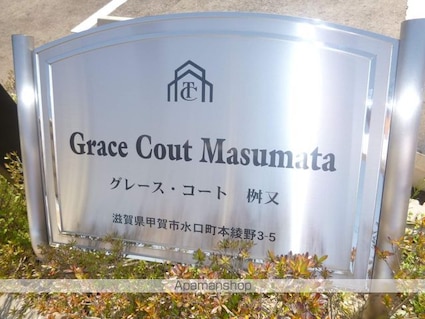 TC
Grace Cout Masumata
グレース・コート 桝又
滋賀県甲賀市水口町本綾野3-5
Apamanshop